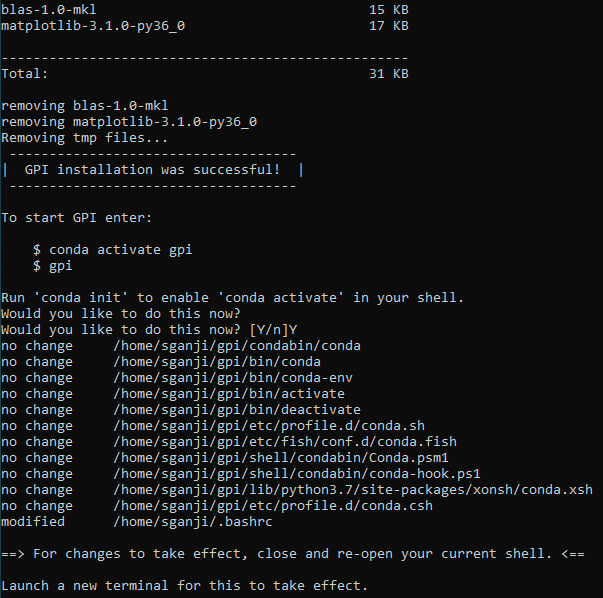 blas-1.0-mkl                                  15 KB
matplotlib-3.1.0-py36_0                       17 KB
---------------------------------------------------
Total:                                        31 KB
removing blas-1.0-mkl
removing matplotlib-3.1.0-py36_0
Removing tmp files...
 ------------------------------------
|  GPI installation was successful!  |
 ------------------------------------
To start GPI enter:
    $ conda activate gpi
    $ gpi
Run 'conda init' to enable 'conda activate' in your shell.
Would you like to do this now?
Would you like to do this now? [Y/n]Y
no change     /home/sganji/gpi/condabin/conda
no change     /home/sganji/gpi/bin/conda
no change     /home/sganji/gpi/bin/conda-env
no change     /home/sganji/gpi/bin/activate
no change     /home/sganji/gpi/bin/deactivate
no change     /home/sganji/gpi/etc/profile.d/conda.sh
no change     /home/sganji/gpi/etc/fish/conf.d/conda.fish
no change     /home/sganji/gpi/shell/condabin/Conda.psm1
no change     /home/sganji/gpi/shell/condabin/conda-hook.ps1
no change     /home/sganji/gpi/lib/python3.7/site-packages/xonsh/conda.xsh
no change     /home/sganji/gpi/etc/profile.d/conda.csh
modified      /home/sganji/.bashrc
==> For changes to take effect, close and re-open your current shell. <==
Launch a new terminal for this to take effect.